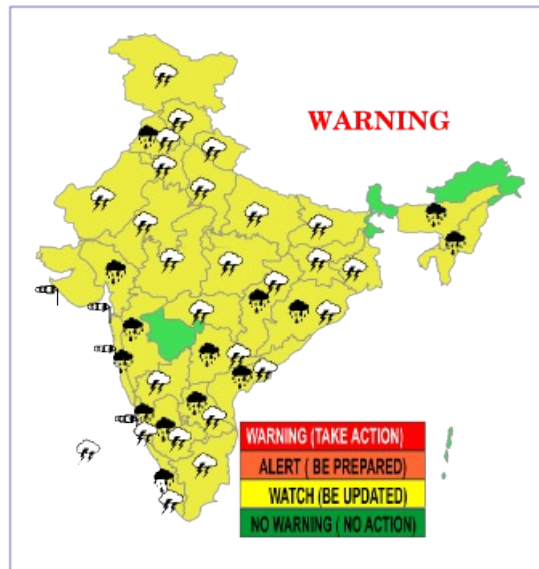 WARNING
WARNING (TAKE ACTION)
ALERT ( BE PREPARED)
WATCH (BE UPDATED)
NO WARNING ( NO ACTION)